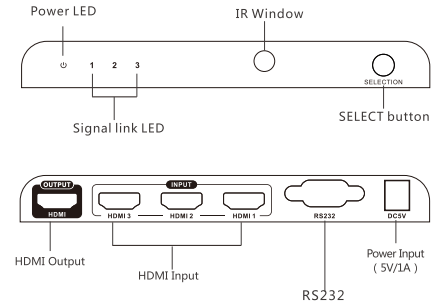 Power LED
IR Window
1 2 3
SELECTION
Signal link LED
SELECT button
OUTPUT
INPUT
HDMI
HDMI 3
HDMI 2
HDMI 1
RS232
DC5V
HDMI Output
HDMI Input
Power Input
( 5V/1A )
RS232